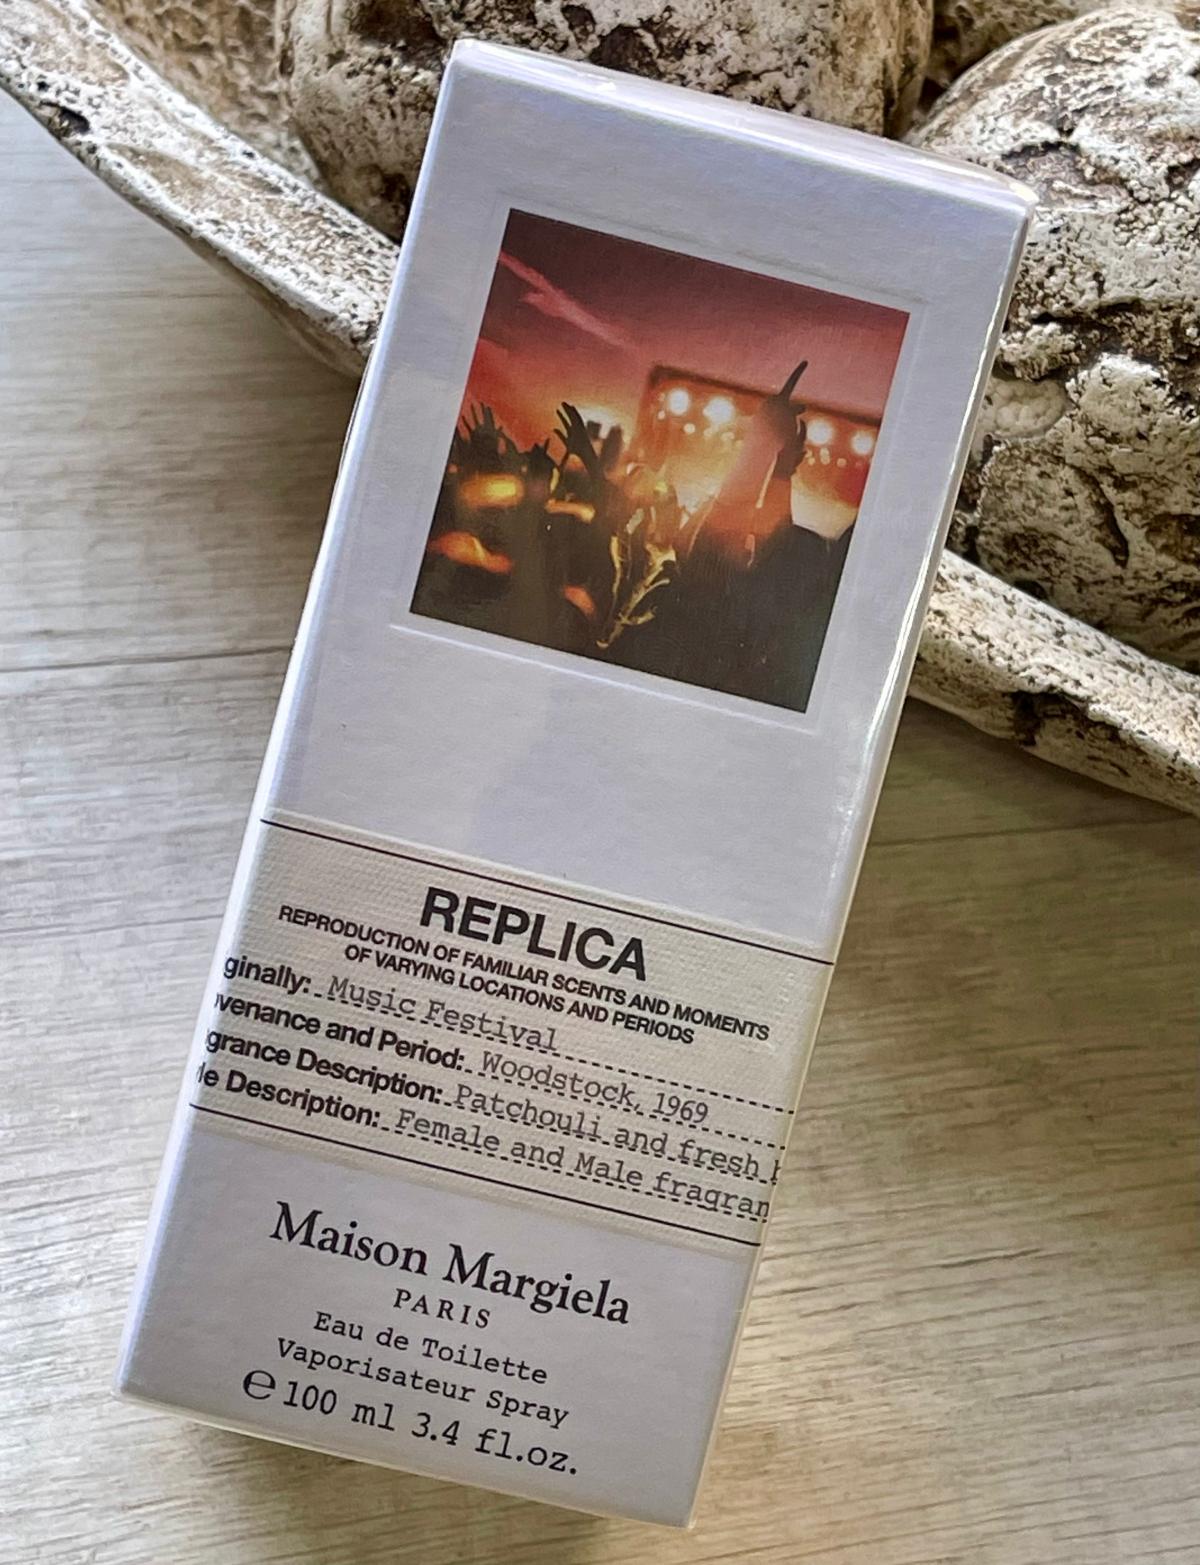 REPLICA
REPRODUCTION OF FAMILIAR SCENTS AND MOMENTS
OF VARYING LOCATIONS AND PERIODS
ginally: Music Festival
venance and Period: Woodstock, 1969
grance Description: Patchouli and fresh
le Description: Female and Male fragran
Maison Margiela
PARIS
Eau de Toilette
Vaporisateur Spray
℮ 100 ml 3.4 fl.oz.